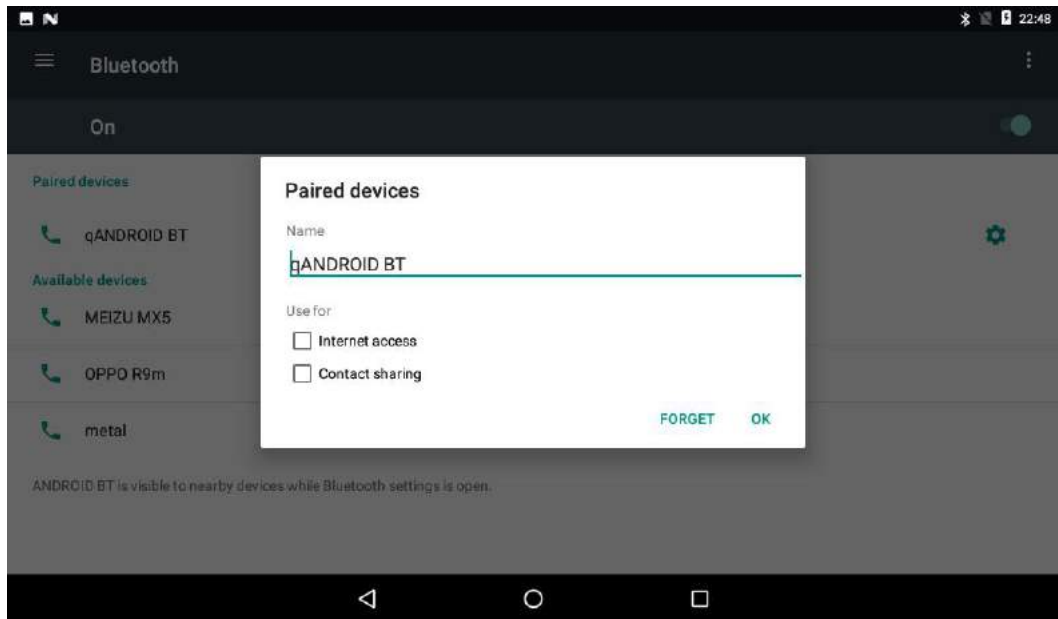 22:48
Bluetooth
On
Paired devices
qANDROID BT
Available devices
MEIZU MX5
OPPO R9m
metal
ANDROID BT is visible to nearby devices while Bluetooth settings is open.
Paired devices
Name
qANDROID BT
Use for
Internet access
Contact sharing
FORGET OK